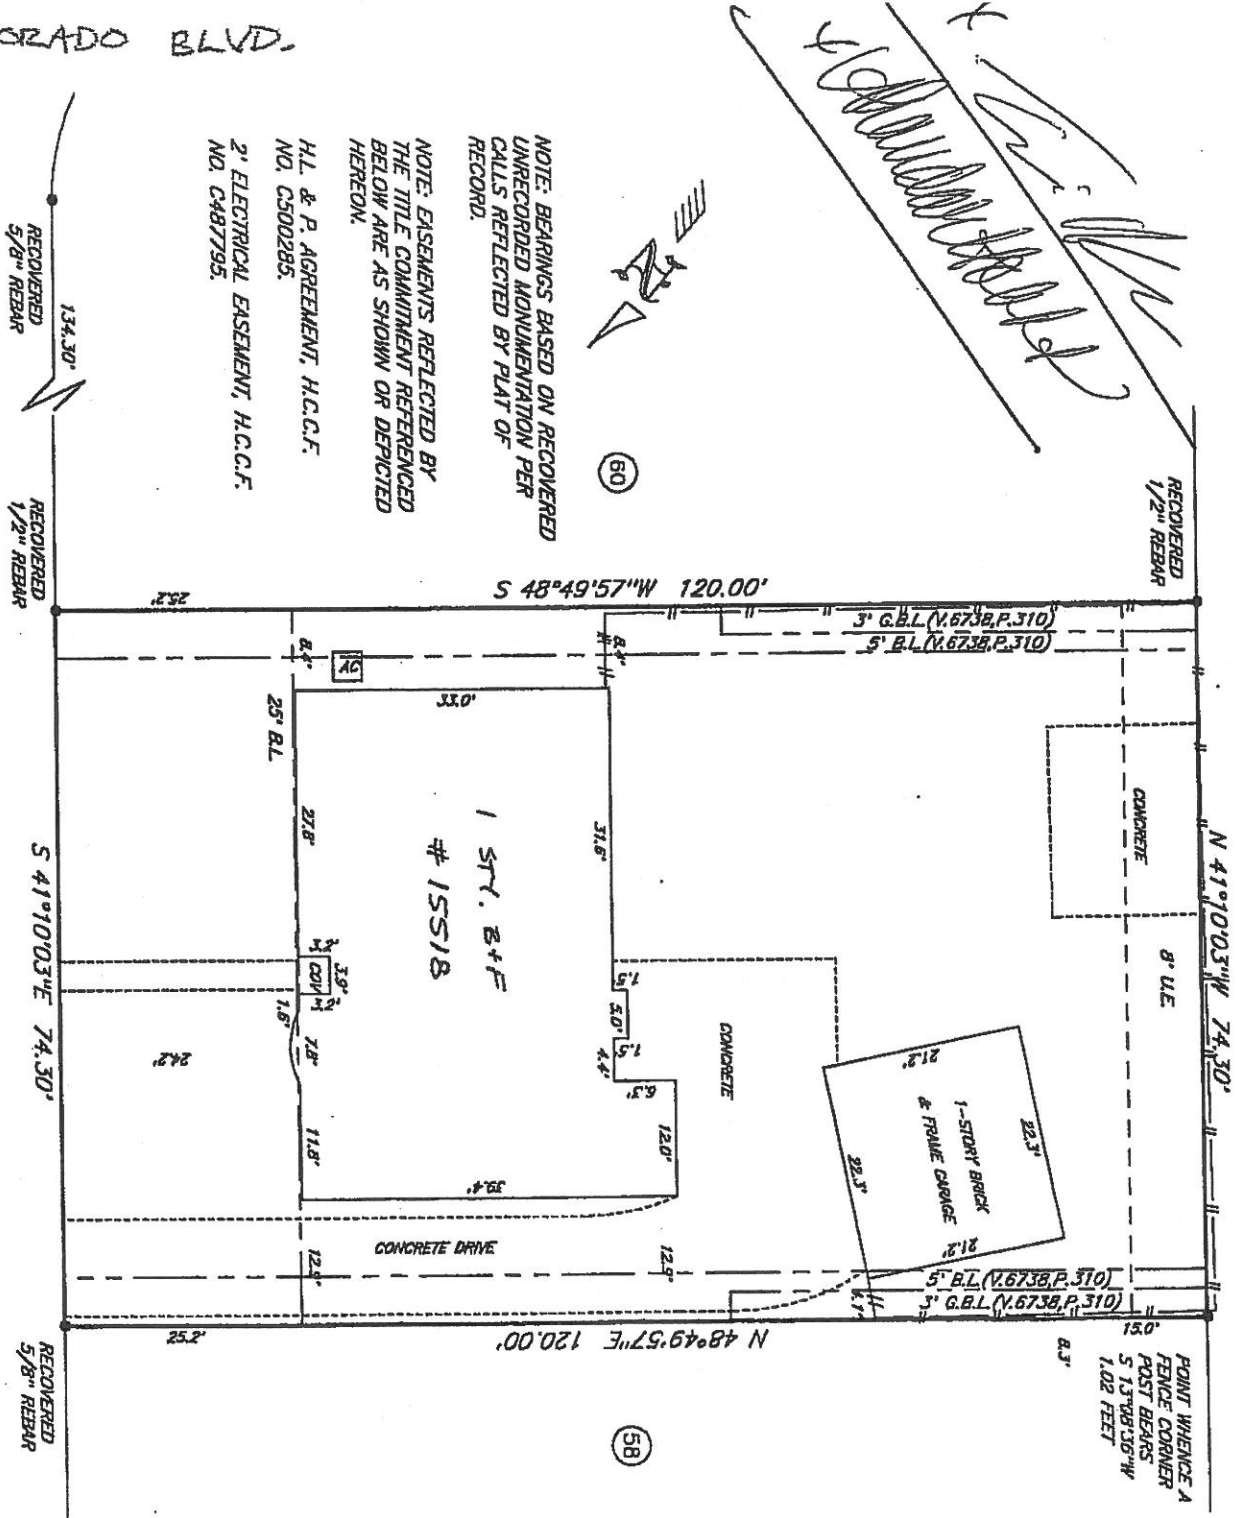 BLVD.
NOTE: BEARINGS BASED ON RECOVERED
UNRECORDED MONUMENTATION PER
CALLS REFLECTED BY PLAT OF
RECORD.
NOTE: EASEMENTS REFLECTED BY
THE TITLE COMMITMENT REFERENCED
BELOW ARE AS SHOWN OR DEPICTED
HEREON.
H.L. & P. AGREEMENT, H.C.C.F.
NO. C500285.
2' ELECTRICAL EASEMENT, H.C.C.F.
NO. C487795.
N
60
134.30'
RECOVERED
5/8" REBAR
RECOVERED
1/2" REBAR
RECOVERED
1/2" REBAR
S 48°49'57"W 120.00'
3' G.B.L.(V.6738,P.310)
5' B.L.(V.6738,P.310)
25.2'
8.4'
AC
8.4'
33.0'
25' B.L.
27.8'
31.6'
1 STY. B+F
# 15518
CONCRETE
N 41°10'03"W 74.30'
8' U.E.
3.2'
COV
3.9'
3.2'
1.6'
7.8'
11.8'
24.2'
S 41°10'03"E 74.30'
1.5'
5.0'
1.5'
4.4'
6.3'
12.0'
39.4'
CONCRETE
21.2'
22.3'
1-STORY BRICK
& FRAME GARAGE
22.3'
21.2'
CONCRETE DRIVE
12.9'
12.9'
5' B.L.(V.6738,P.310)
3' G.B.L.(V.6738,P.310)
15.0'
25.2'
N 48°49'57"E 120.00'
8.3'
POINT WHENCE A
FENCE CORNER
POST BEARS
S 13°08'36"W
1.02 FEET
RECOVERED
5/8" REBAR
58